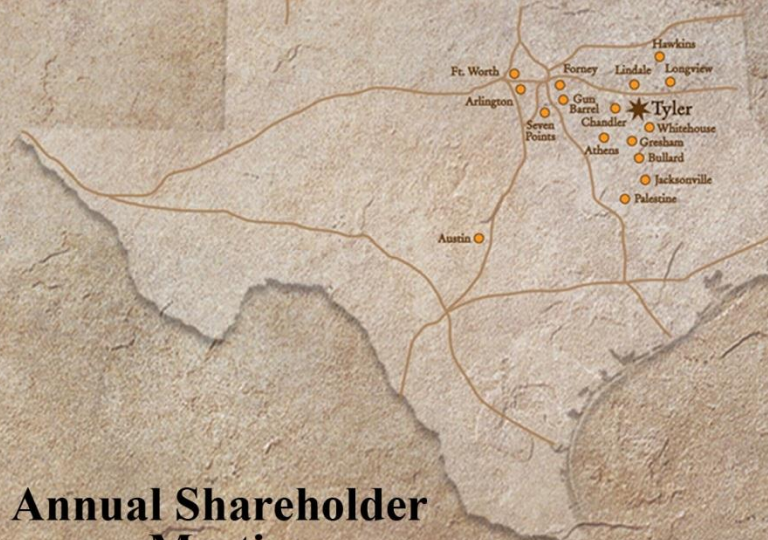 Hawkins
Ft. Worth
Forney
Lindale
Longview
Arlington
Gun
Barrel
Tyler
Chandler
Seven
Points
Whitehouse
Athens
Gresham
Bullard
Jacksonville
Palestine
Austin
Annual Shareholder